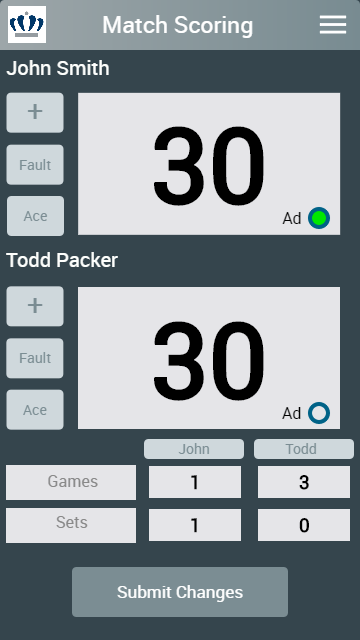 Match Scoring
John Smith
+
Fault
Ace
30
Ad
Todd Packer
+
Fault
Ace
30
Ad
John Todd
Games 1 3
Sets 1 0
Submit Changes